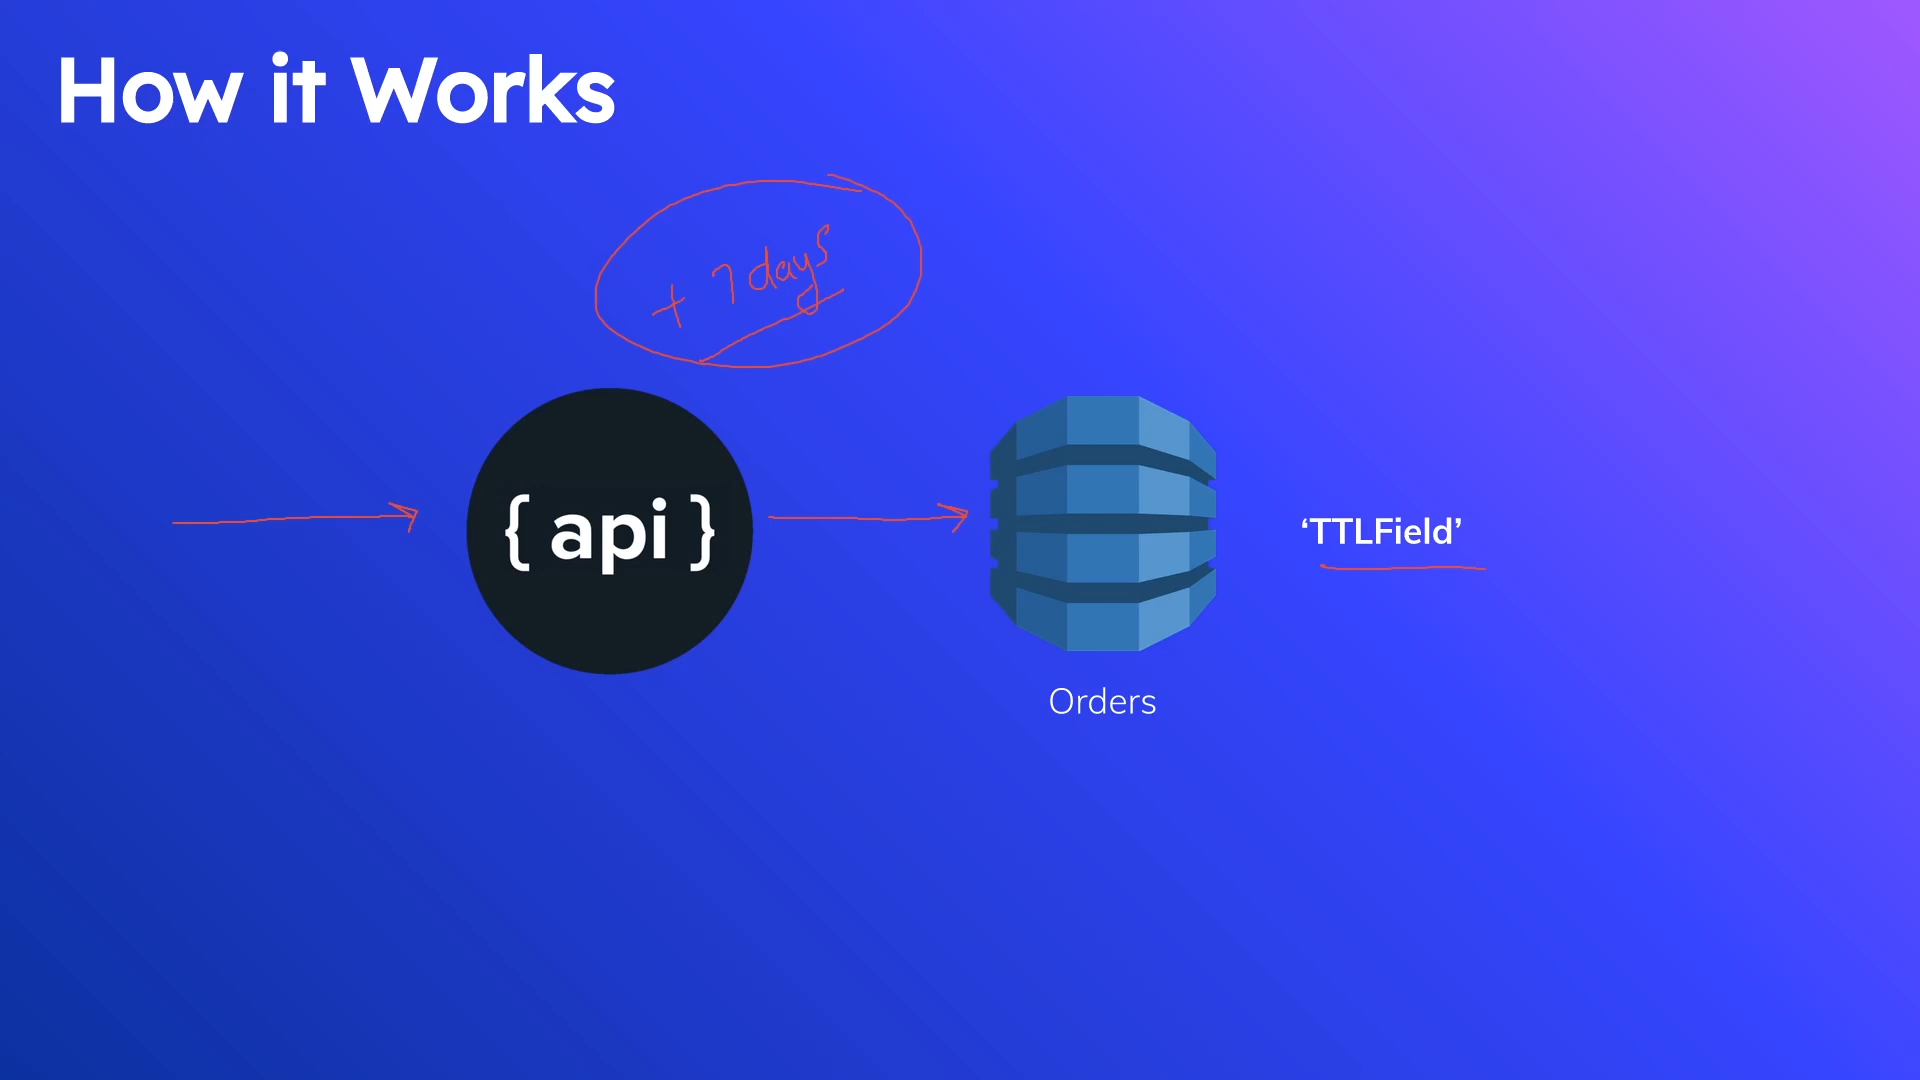 How it Works
+ 7 days
{ api }
‘TTLField’
Orders